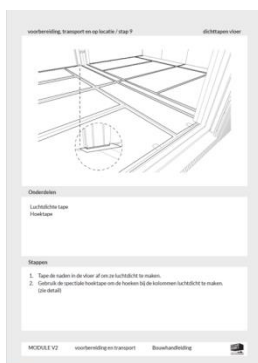 voorbereiding, transport en op locatie / stap 9 dichttapen vloer
Onderdelen
Luchtdichte tape
Hoektape
Stappen
1. Tape de naden in de vloer af om ze luchtdicht te maken.
2. Gebruik de speciale hoektape om de hoeken bij de kolommen luchtdicht te maken.
(zie detail)
MODULE V2 voorbereiding en transport Bouwhandleiding